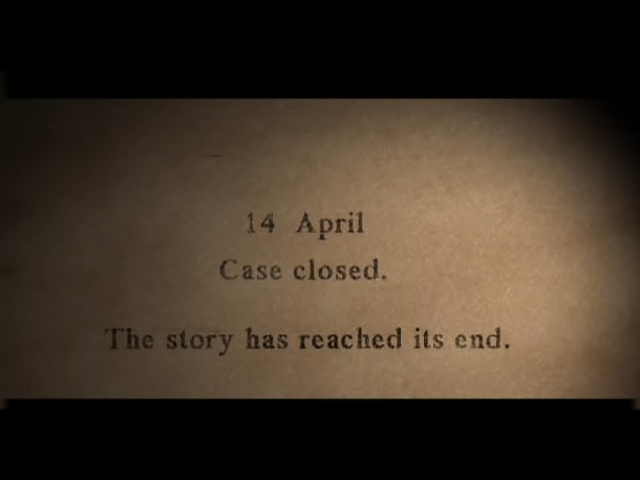 14 April
Case closed.
The story has reached its end.